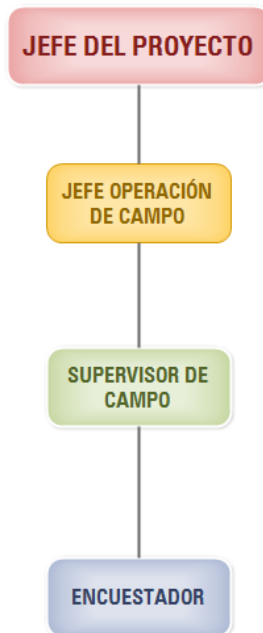 JEFE DEL PROYECTO
JEFE OPERACIÓN
DE CAMPO
SUPERVISOR DE
CAMPO
ENCUESTADOR